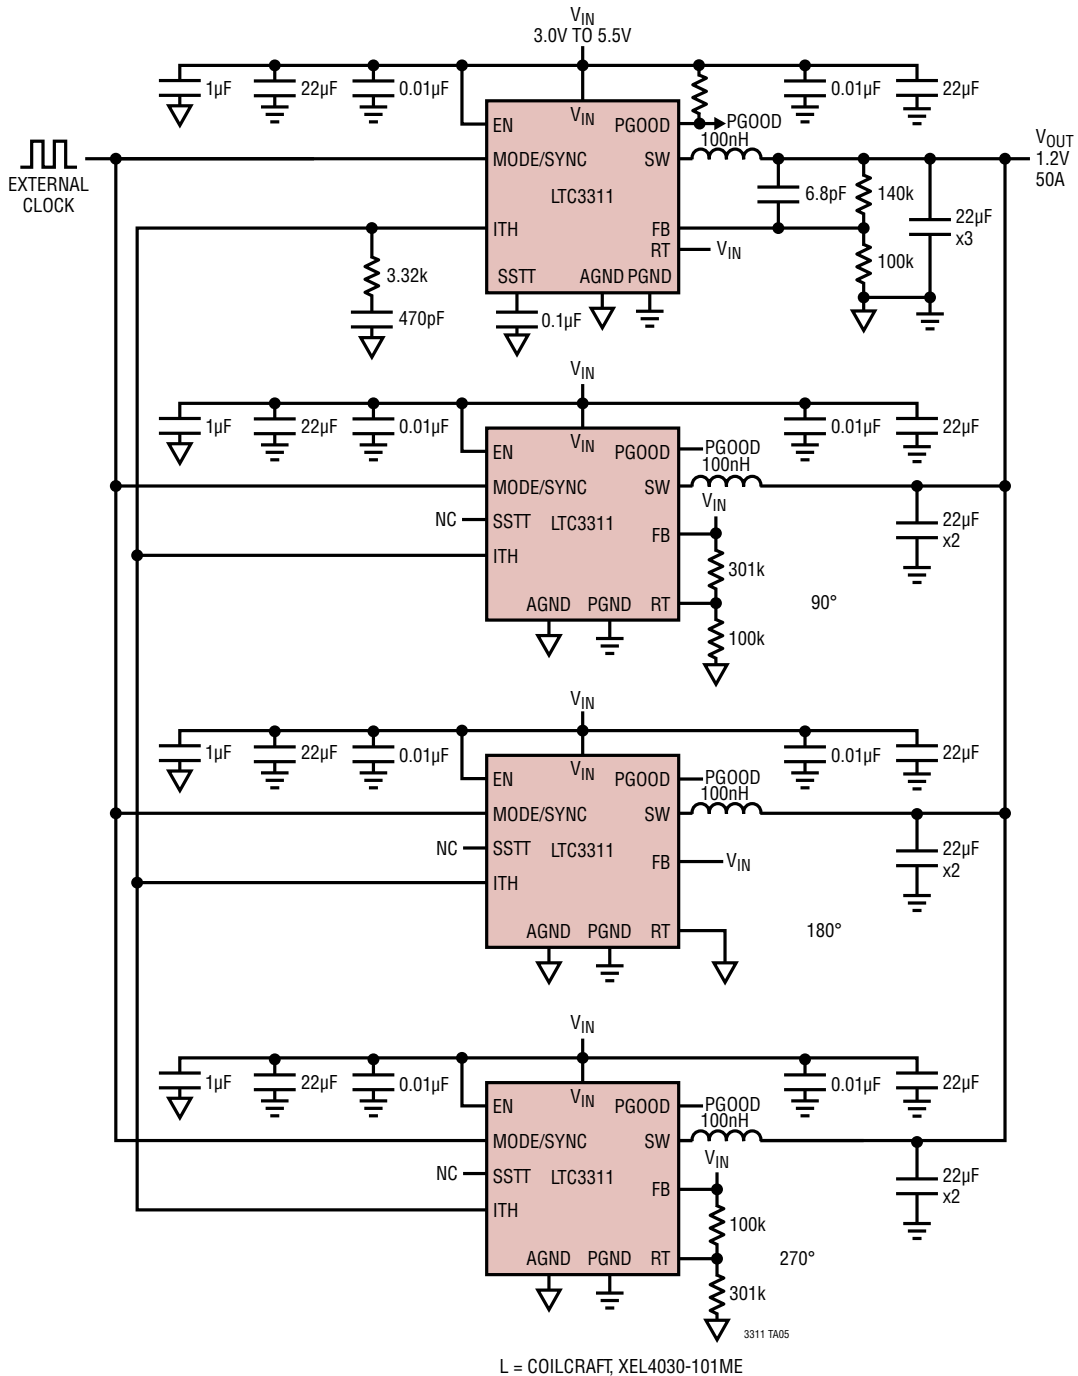 VIN
3.0V TO 5.5V
1µF
22µF
0.01µF
0.01µF
22µF
VIN
EN
PGOOD
PGOOD
100nH
EXTERNAL
CLOCK
MODE/SYNC
SW
VOUT
1.2V
50A
LTC3311
6.8pF
140k
22µF
x3
ITH
FB
RT
VIN
100k
3.32k
SSTT
AGND
PGND
470pF
0.1µF
VIN
1µF
22µF
0.01µF
0.01µF
22µF
VIN
EN
PGOOD
PGOOD
100nH
MODE/SYNC
SW
VIN
NC
SSTT
LTC3311
FB
22µF
x2
ITH
301k
AGND
PGND
RT
90°
100k
VIN
1µF
22µF
0.01µF
0.01µF
22µF
VIN
EN
PGOOD
PGOOD
100nH
MODE/SYNC
SW
NC
SSTT
LTC3311
FB
VIN
22µF
x2
ITH
AGND
PGND
RT
180°
VIN
1µF
22µF
0.01µF
0.01µF
22µF
VIN
EN
PGOOD
PGOOD
100nH
MODE/SYNC
SW
VIN
NC
SSTT
LTC3311
FB
22µF
x2
ITH
100k
AGND
PGND
RT
270°
301k
3311 TA05
L = COILCRAFT, XEL4030-101ME